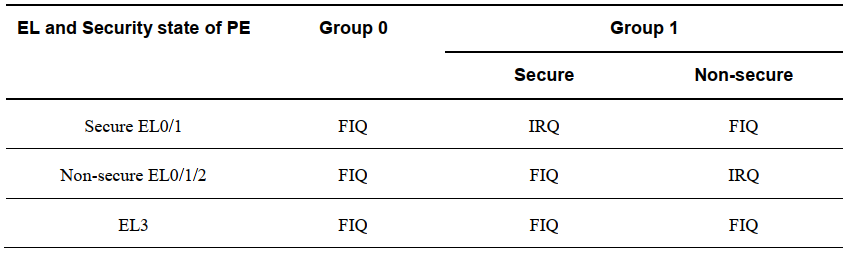 EL and Security state of PE Group 0 Group 1
Secure Non-secure
Secure EL0/1 FIQ IRQ FIQ
Non-secure EL0/1/2 FIQ FIQ IRQ
EL3 FIQ FIQ FIQ